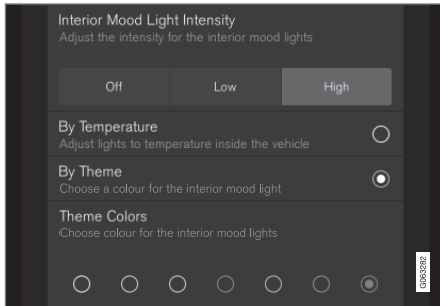 Interior Mood Light Intensity
Adjust the intensity for the interior mood lights
Off Low High
By Temperature
Adjust lights to temperature inside the vehicle
By Theme
Choose a colour for the interior mood light
Theme Colors
Choose colour for the interior mood lights
G063282